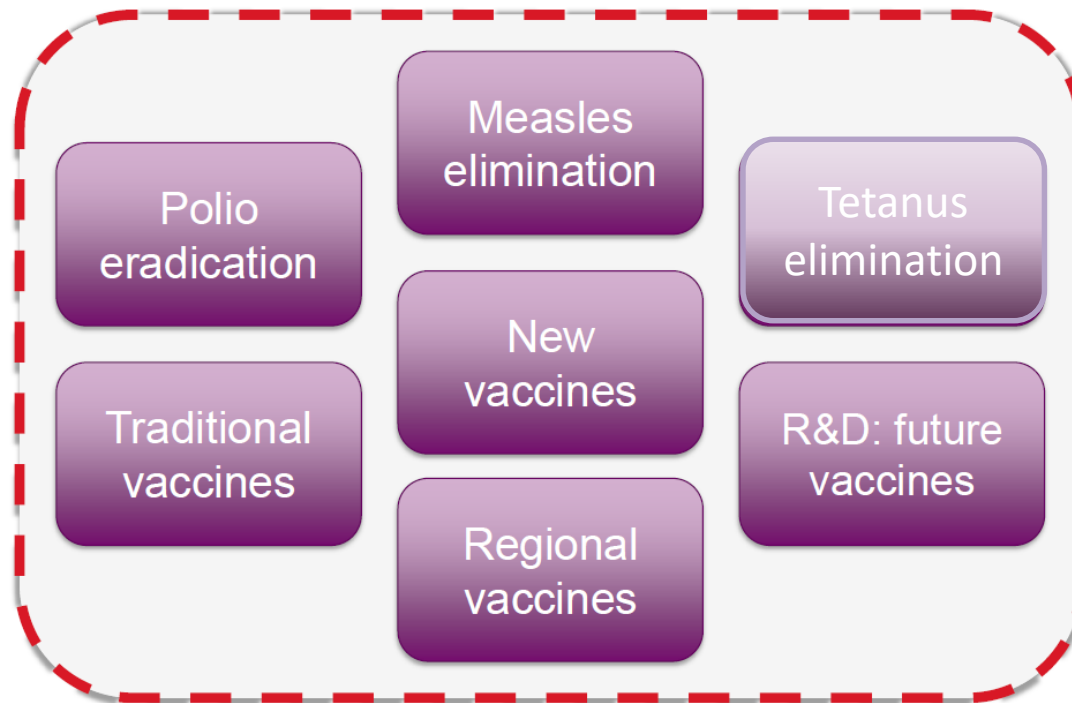 Polio
eradication
Measles
elimination
Tetanus
elimination
Traditional
vaccines
New
vaccines
R&D: future
vaccines
Regional
vaccines